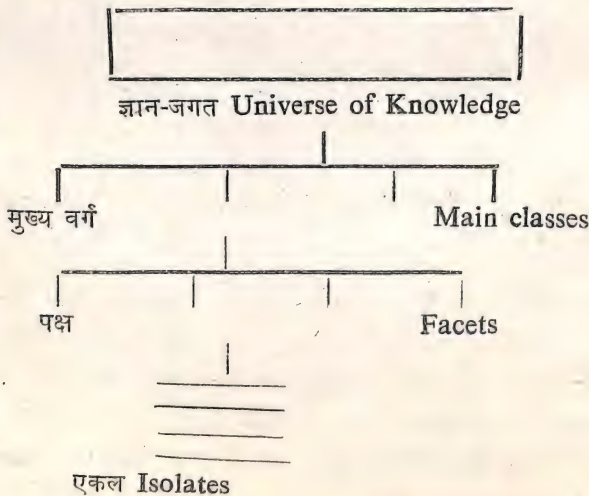 ज्ञान-जगत Universe of Knowledge
मुख्य वर्ग Main classes
पक्ष Facets
एकल Isolates